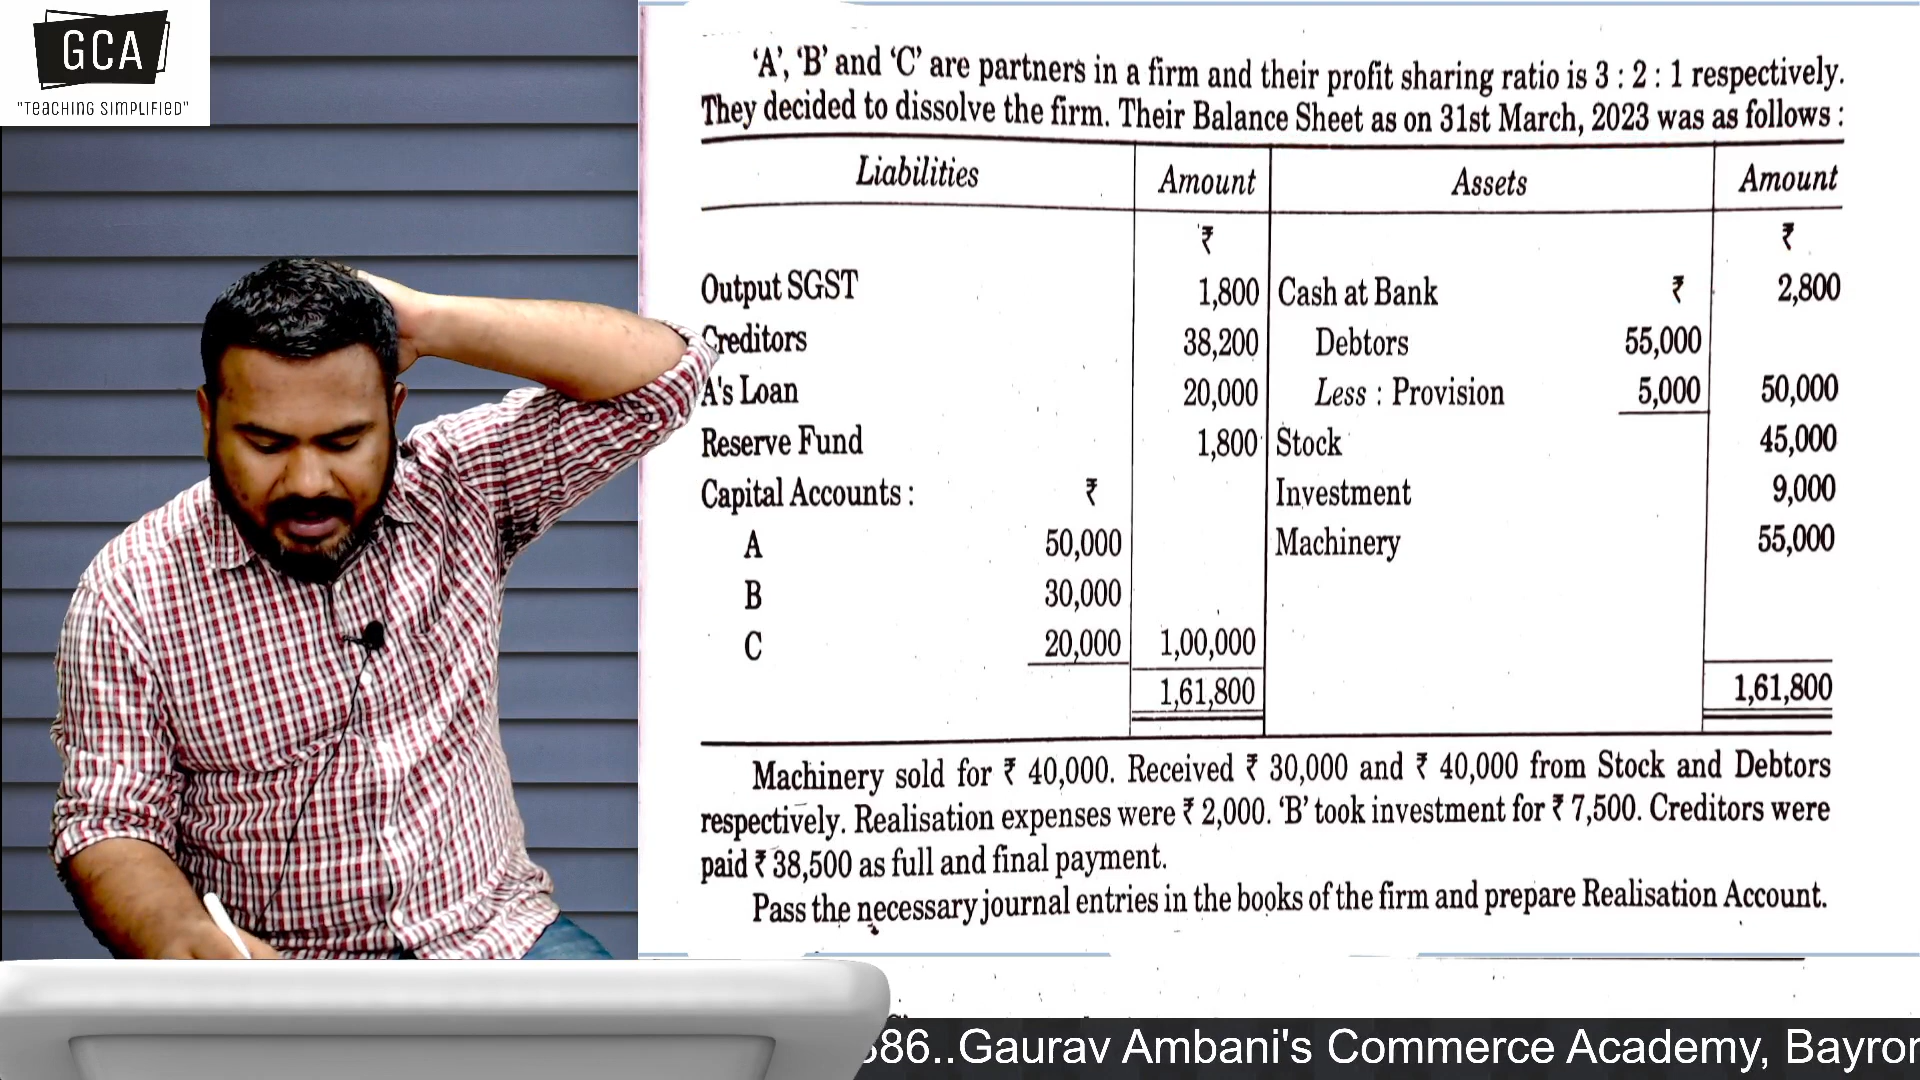 GCA
"TEACHING SIMPLIFIED"
‘A’, ‘B’ and ‘C’ are partners in a firm and their profit sharing ratio is 3 : 2 : 1 respectively.
They decided to dissolve the firm. Their Balance Sheet as on 31st March, 2023 was as follows :
Liabilities Amount Assets Amount
₹ ₹
Output SGST 1,800 Cash at Bank ₹ 2,800
Creditors 38,200 Debtors 55,000
A's Loan 20,000 Less : Provision 5,000 50,000
Reserve Fund 1,800 Stock 45,000
Capital Accounts : ₹ Investment 9,000
A 50,000 Machinery 55,000
B 30,000
C 20,000 1,00,000
1,61,800 1,61,800
Machinery sold for ₹ 40,000. Received ₹ 30,000 and ₹ 40,000 from Stock and Debtors
respectively. Realisation expenses were ₹ 2,000. ‘B’ took investment for ₹ 7,500. Creditors were
paid ₹ 38,500 as full and final payment.
Pass the necessary journal entries in the books of the firm and prepare Realisation Account.
86..Gaurav Ambani's Commerce Academy, Bayron